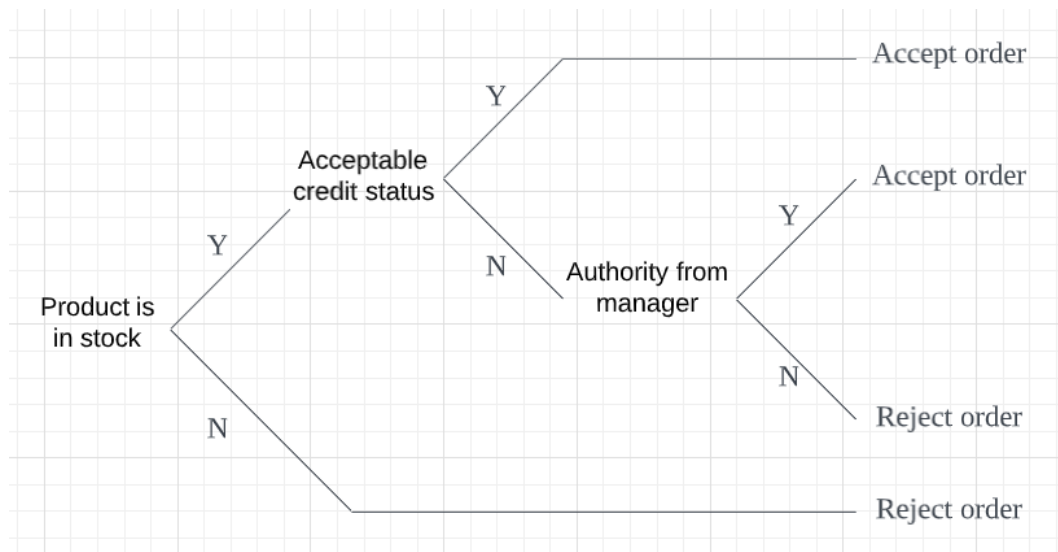 Accept order
Y
Acceptable
credit status
Accept order
Y
Y
N
Authority from
manager
Product is
in stock
N
N
Reject order
Reject order